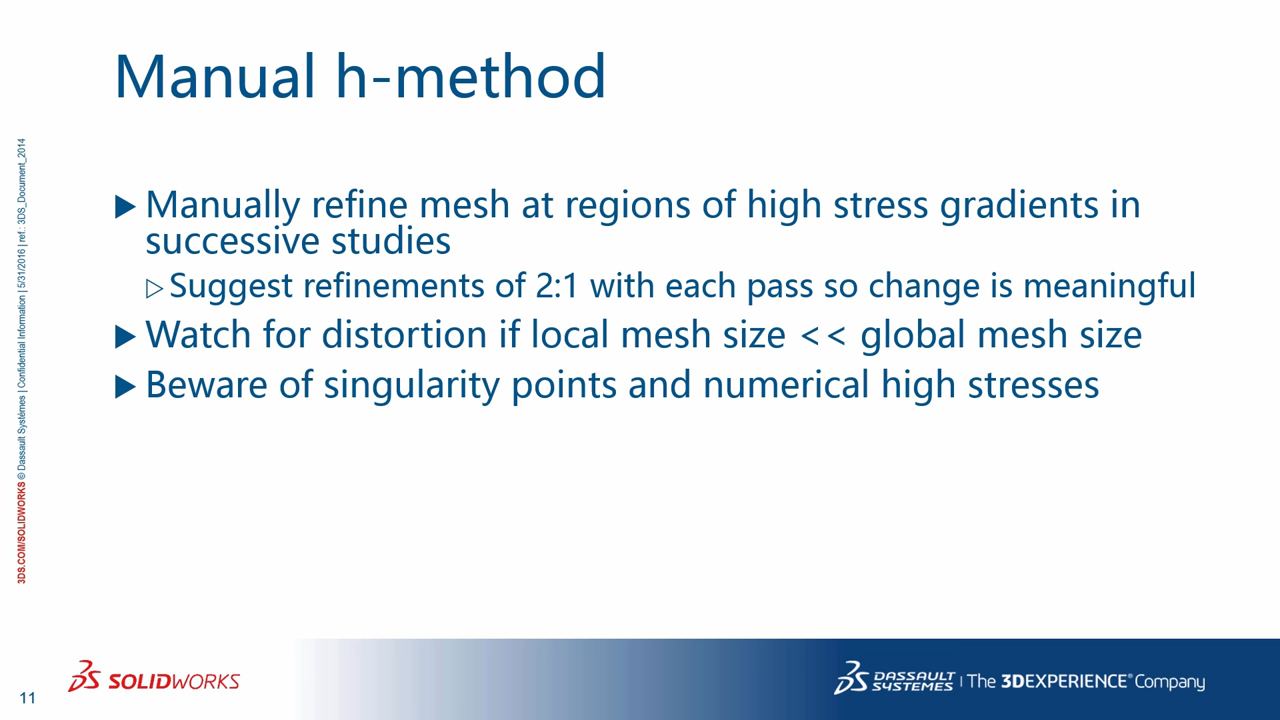 Manual h-method
▶ Manually refine mesh at regions of high stress gradients in
successive studies
▷ Suggest refinements of 2:1 with each pass so change is meaningful
▶ Watch for distortion if local mesh size << global mesh size
▶ Beware of singularity points and numerical high stresses
3DS.COM/SOLIDWORKS © Dassault Systèmes | Confidential Information | 5/31/2016 | ref.: 3DS_Document_2014
11
SOLIDWORKS
DASSAULT
SYSTEMES | The 3DEXPERIENCE® Company